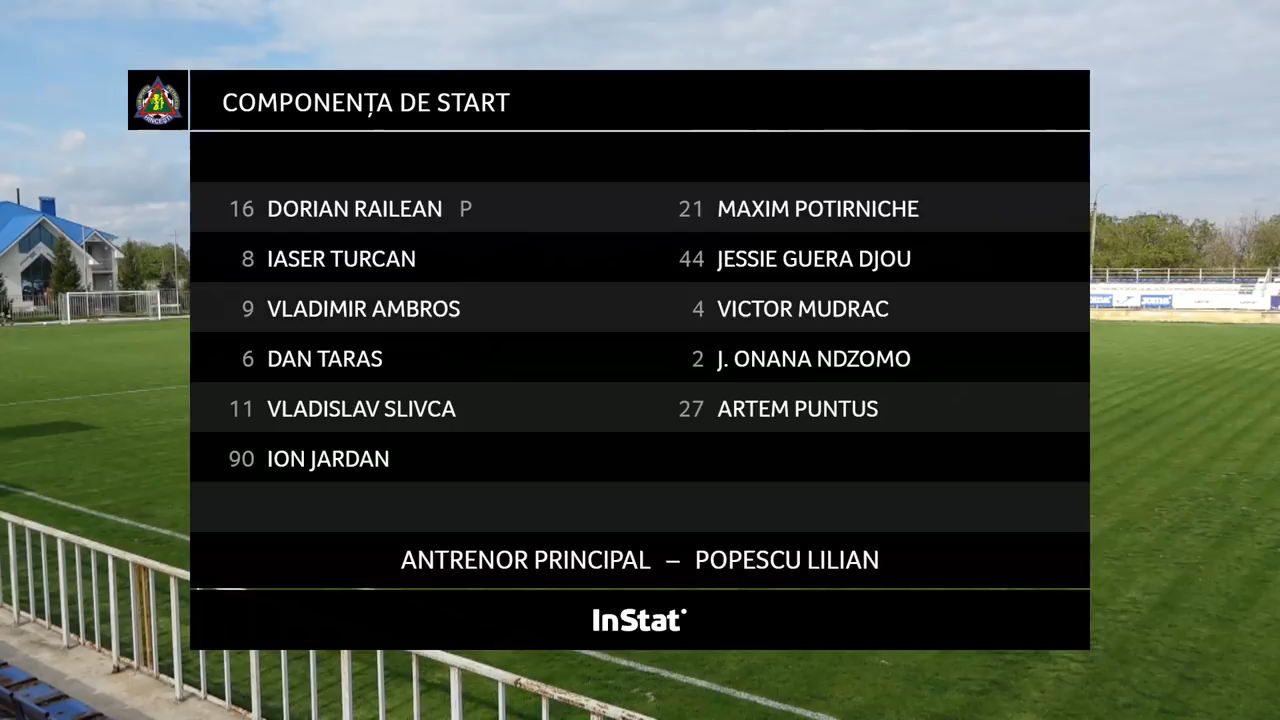 COMPONENȚA DE START
16 DORIAN RAILEAN P
8 IASER TURCAN
9 VLADIMIR AMBROS
6 DAN TARAS
11 VLADISLAV SLIVCA
90 ION JARDAN
21 MAXIM POTIRNICHE
44 JESSIE GUERA DJOU
4 VICTOR MUDRAC
2 J. ONANA NDZOMO
27 ARTEM PUNTUS
ANTRENOR PRINCIPAL – POPESCU LILIAN
InStat
HINCEȘTI
Joma